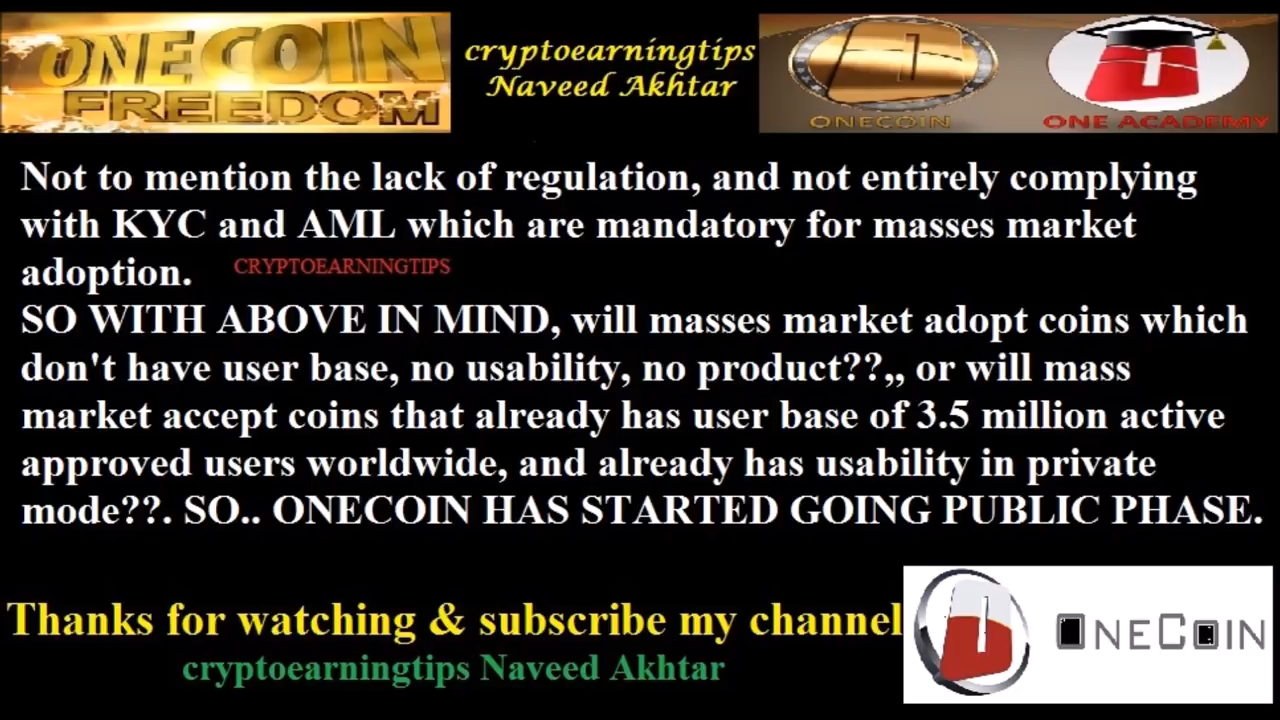 ONE COIN
FREEDOM
cryptoearningtips
Naveed Akhtar
ONECOIN
ONE ACADEMY
Not to mention the lack of regulation, and not entirely complying
with KYC and AML which are mandatory for masses market
adoption.
CRYPTOEARNINGTIPS
SO WITH ABOVE IN MIND, will masses market adopt coins which
don't have user base, no usability, no product??,, or will mass
market accept coins that already has user base of 3.5 million active
approved users worldwide, and already has usability in private
mode??. SO.. ONECOIN HAS STARTED GOING PUBLIC PHASE.
Thanks for watching & subscribe my channel
cryptoearningtips Naveed Akhtar
ONECOIN